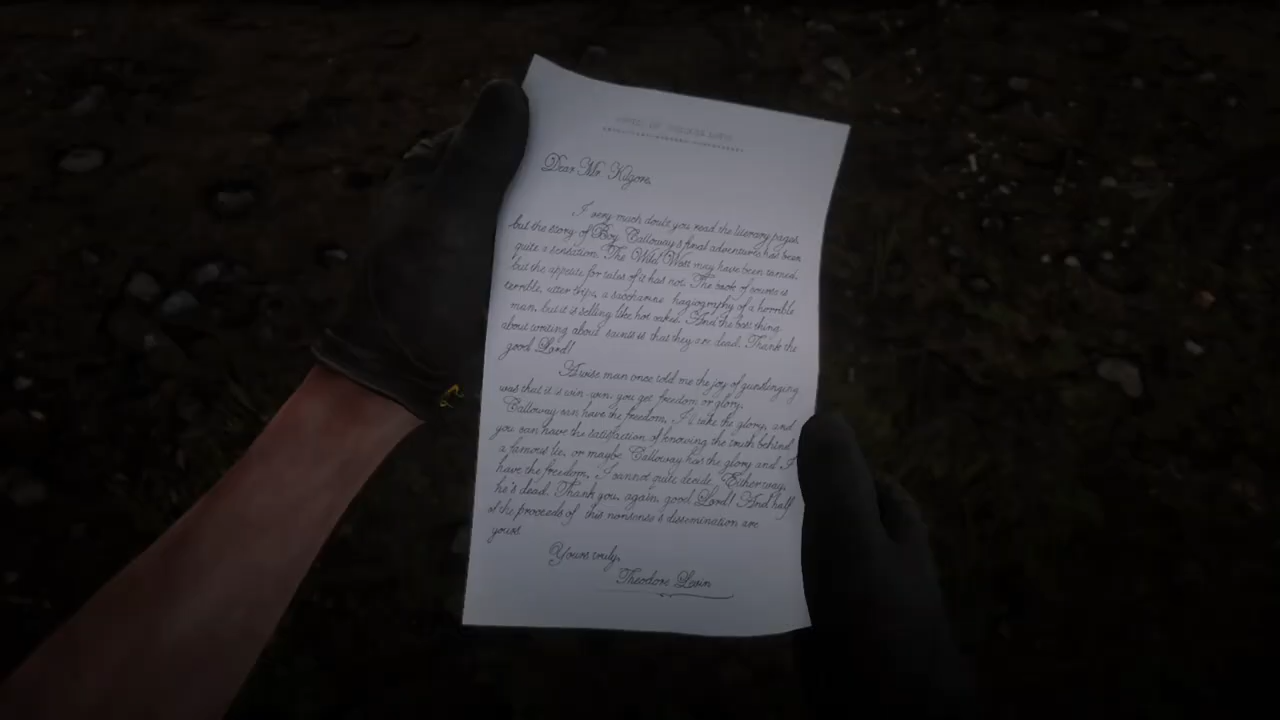 Dear Mr Kilgore,
I very much doubt you read the literary pages,
but the story of Boy Calloway's final adventures has been
quite a sensation. The Wild West may have been tamed,
but the appetite for tales of it has not. The book of course is
terrible, utter tripe, a saccharine hagiography of a horrible
man, but it is selling like hot cakes. And the best thing
about writing about saints is that they are dead. Thank the
good Lord!
A wise man once told me the joy of gunslinging
was that it is win-win, you get freedom or glory.
Calloway can have the freedom, I'll take the glory, and
you can have the satisfaction of knowing the truth behind
a famous lie, or maybe Calloway has the glory and I
have the freedom, I cannot quite decide. Either way,
he's dead. Thank you, again, good Lord! And half
of the proceeds of this nonsense's dissemination are
yours.
Yours truly,
Theodore Levin